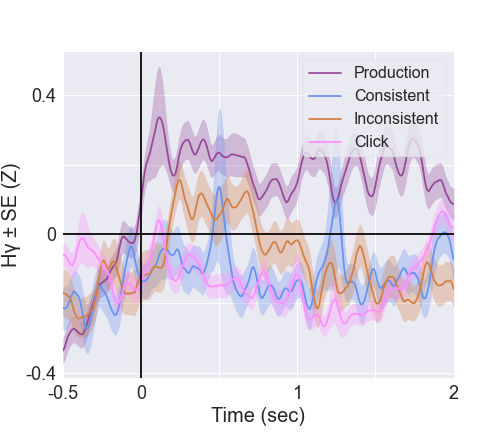 Production
Consistent
Inconsistent
Click
0.4
0
-0.4
Hγ ± SE (Z)
-0.5 0 1 2
Time (sec)